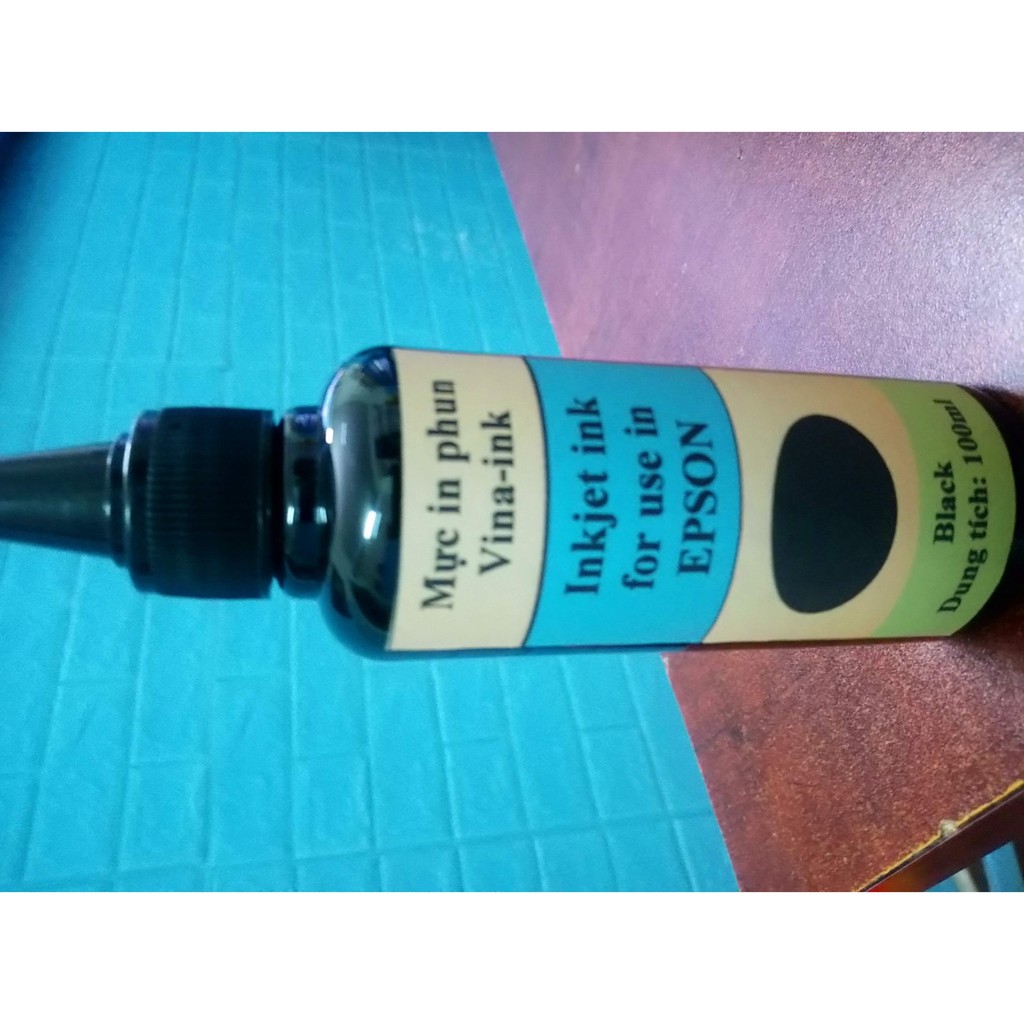 Mực in phun
Vina-ink
Inkjet ink
for use in
EPSON
Black
Dung tích: 100ml